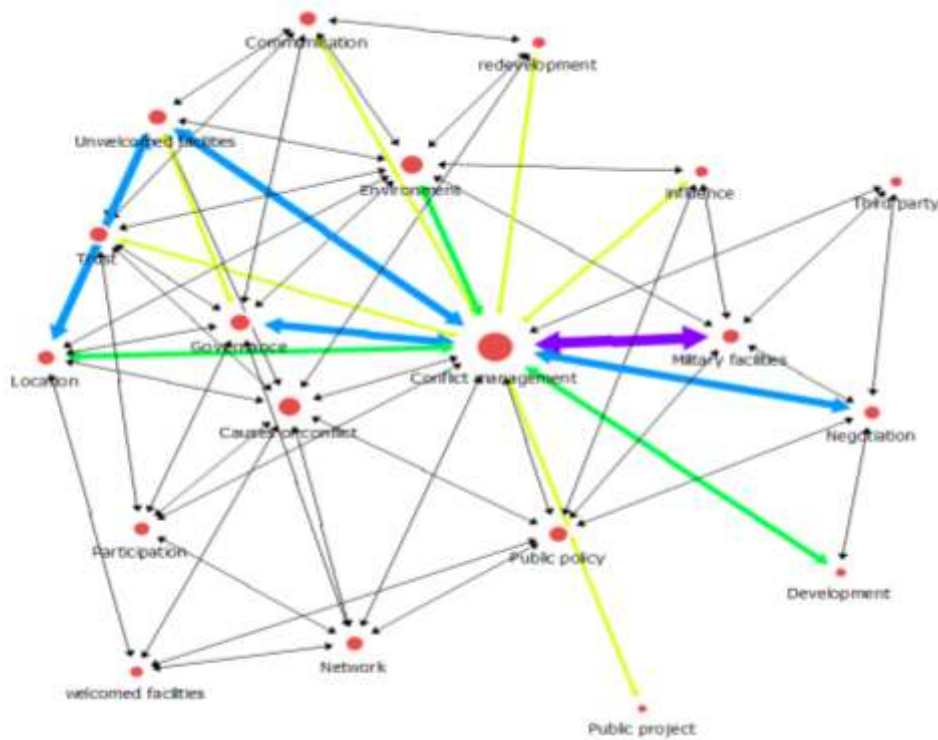 Communication
redevelopment
Unwelcomed facilities
Environment
influence
Third party
Trust
Governance
Location
Conflict management
Military facilities
Causes of conflict
Negotiation
Participation
Public policy
Development
Network
welcomed facilities
Public project